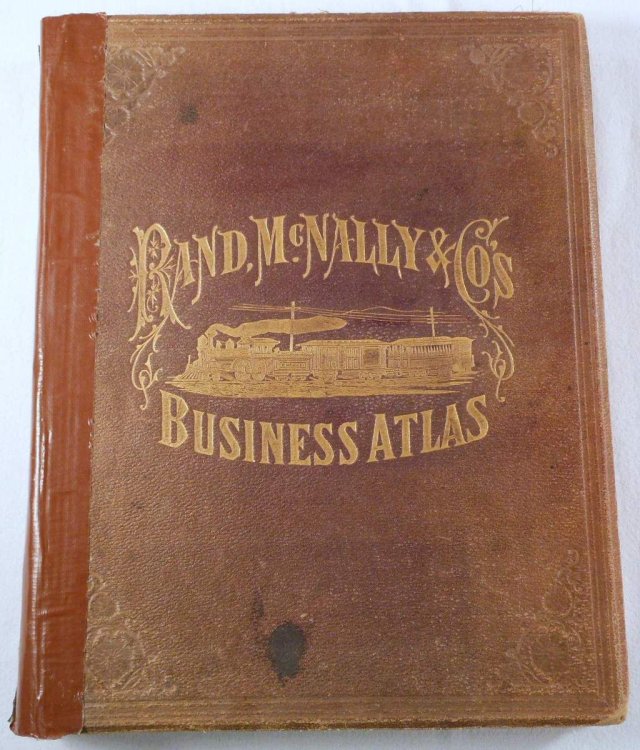 RAND, McNALLY & Co's
BUSINESS ATLAS